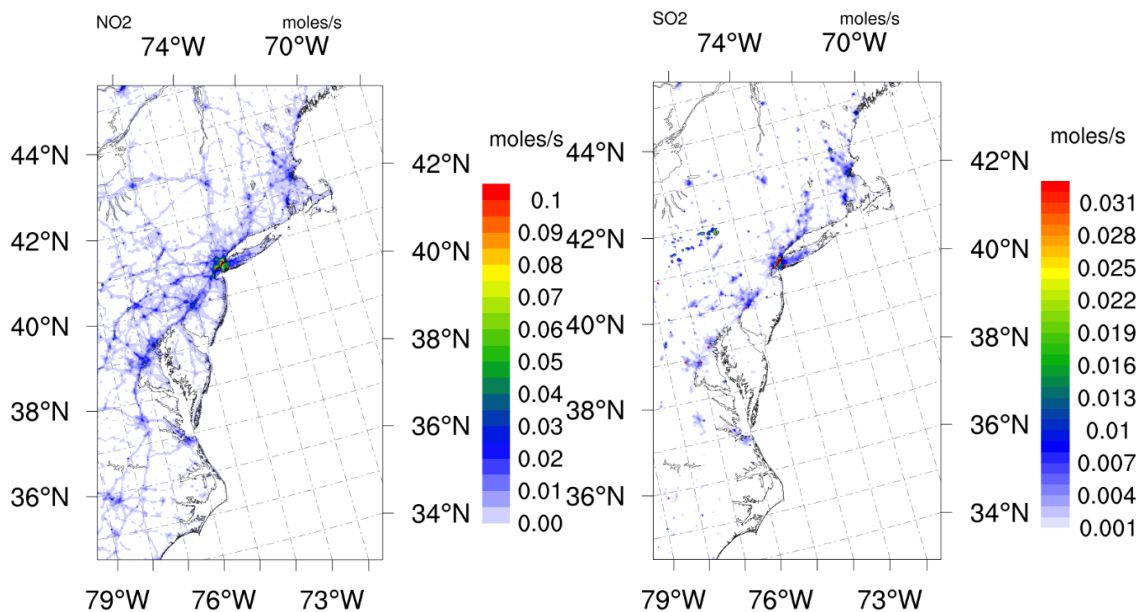 NO2 moles/s
74°W 70°W
44°N
42°N
40°N
38°N
36°N
42°N
40°N
38°N
36°N
34°N
79°W 76°W 73°W
moles/s
0.1
0.09
0.08
0.07
0.06
0.05
0.04
0.03
0.02
0.01
0.00
SO2 moles/s
74°W 70°W
44°N
42°N
40°N
38°N
36°N
42°N
40°N
38°N
36°N
34°N
79°W 76°W 73°W
moles/s
0.031
0.028
0.025
0.022
0.019
0.016
0.013
0.01
0.007
0.004
0.001